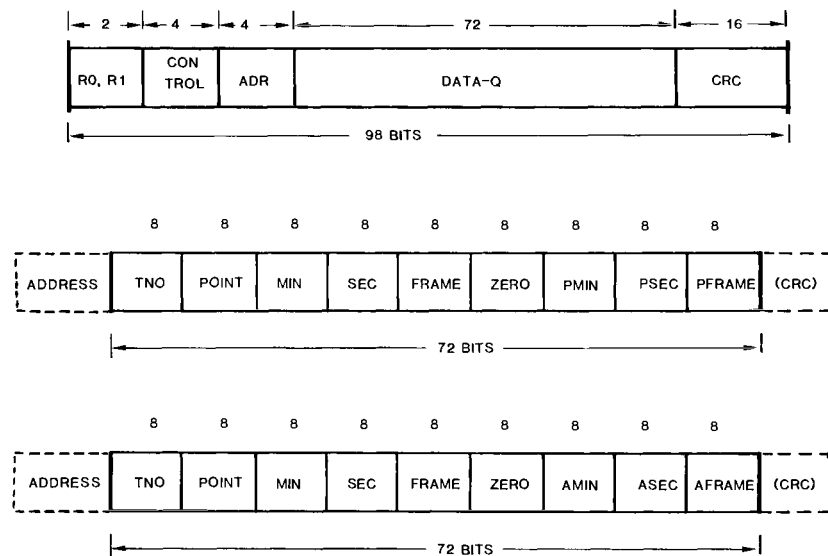 2 4 4 72 16
R0, R1 CON TROL ADR DATA-Q CRC
98 BITS
8 8 8 8 8 8 8 8 8
ADDRESS TNO POINT MIN SEC FRAME ZERO PMIN PSEC PFRAME (CRC)
72 BITS
8 8 8 8 8 8 8 8 8
ADDRESS TNO POINT MIN SEC FRAME ZERO AMIN ASEC AFRAME (CRC)
72 BITS